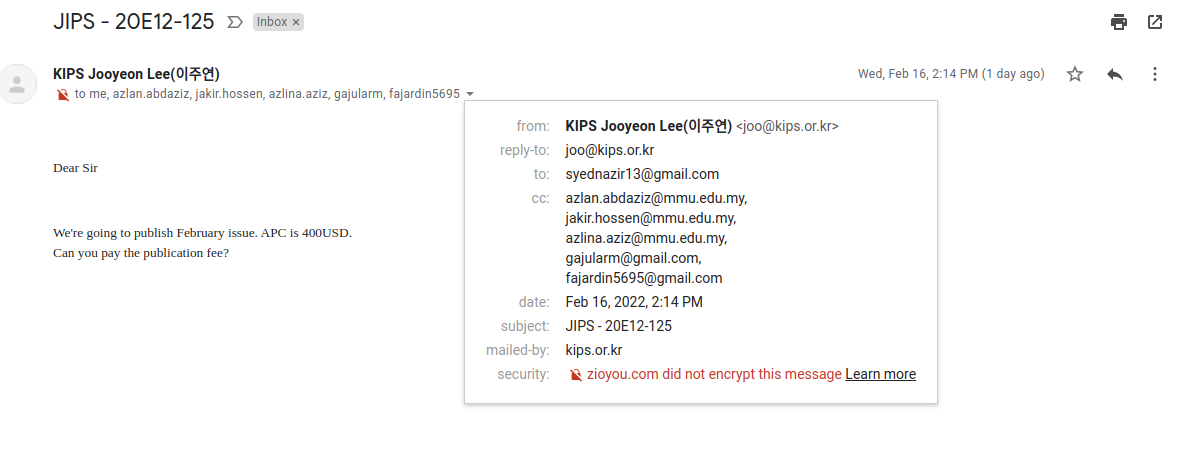 JIPS - 20E12-125 Inbox ×
KIPS Jooyeon Lee(이주연) Wed, Feb 16, 2:14 PM (1 day ago)
to me, azlan.abdaziz, jakir.hossen, azlina.aziz, gajularm, fajardin5695
from: KIPS Jooyeon Lee(이주연) <joo@kips.or.kr>
reply-to: joo@kips.or.kr
to: syednazir13@gmail.com
cc: azlan.abdaziz@mmu.edu.my,
jakir.hossen@mmu.edu.my,
azlina.aziz@mmu.edu.my,
gajularm@gmail.com,
fajardin5695@gmail.com
date: Feb 16, 2022, 2:14 PM
subject: JIPS - 20E12-125
mailed-by: kips.or.kr
security: zioyou.com did not encrypt this message Learn more
Dear Sir
We're going to publish February issue. APC is 400USD.
Can you pay the publication fee?